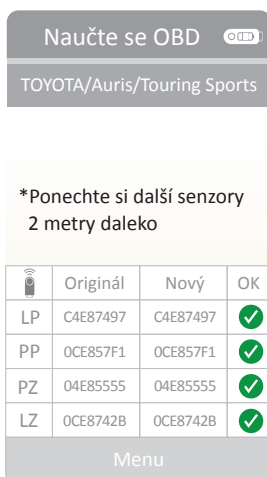 Naučte se OBD
TOYOTA/Auris/Touring Sports
*Ponechte si další senzory
2 metry daleko
Originál Nový OK
LP C4E87497 C4E87497
PP 0CE857F1 0CE857F1
PZ 04E85555 04E85555
LZ 0CE8742B 0CE8742B
Menu